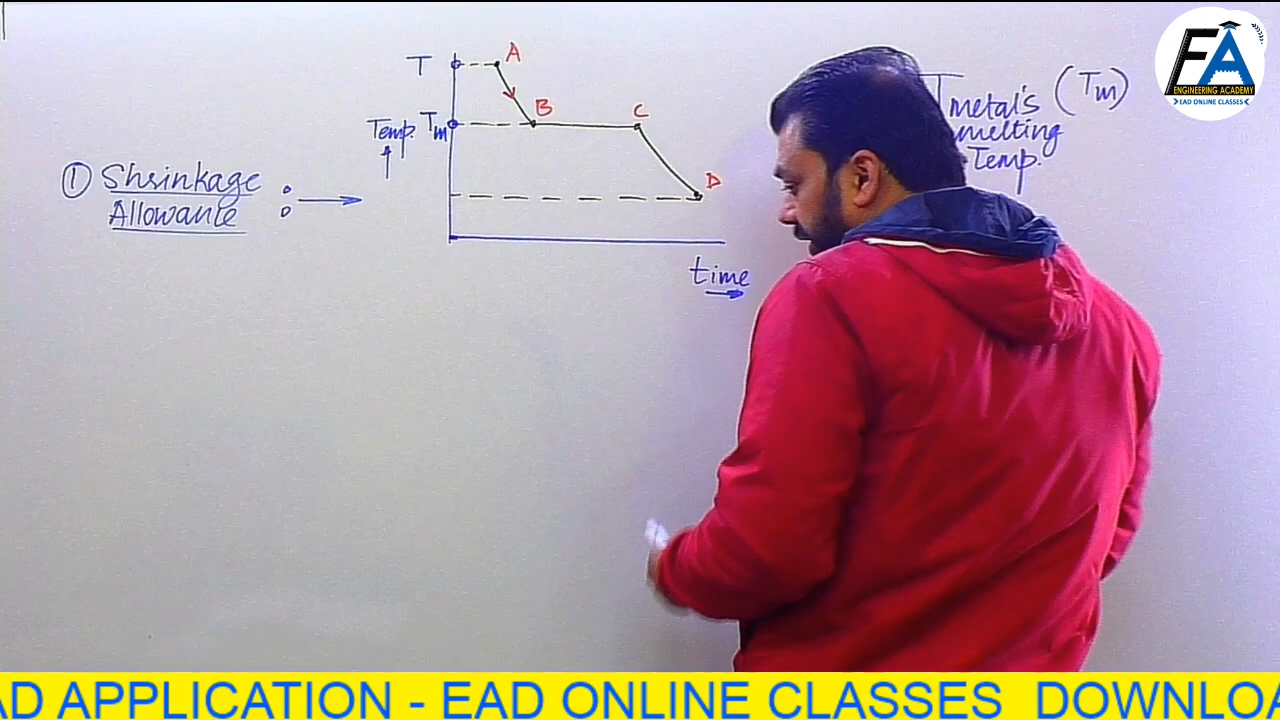 ① Shrinkage
Allowance :
T
A
Temp. Tm
B
C
D
time
T metal's (Tm)
melting
Temp.
EA
ENGINEERING ACADEMY
EAD ONLINE CLASSES
AD APPLICATION - EAD ONLINE CLASSES DOWNLOA